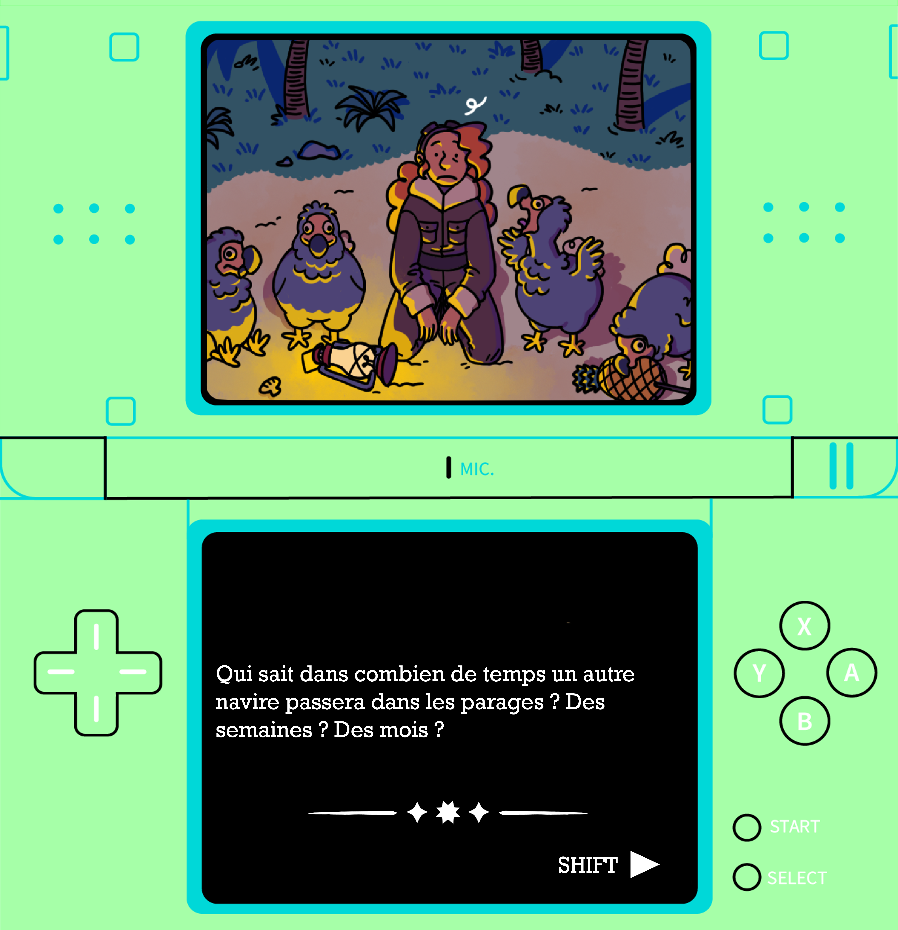 MIC.
Qui sait dans combien de temps un autre
navire passera dans les parages ? Des
semaines ? Des mois ?
SHIFT
X
Y
A
B
START
SELECT